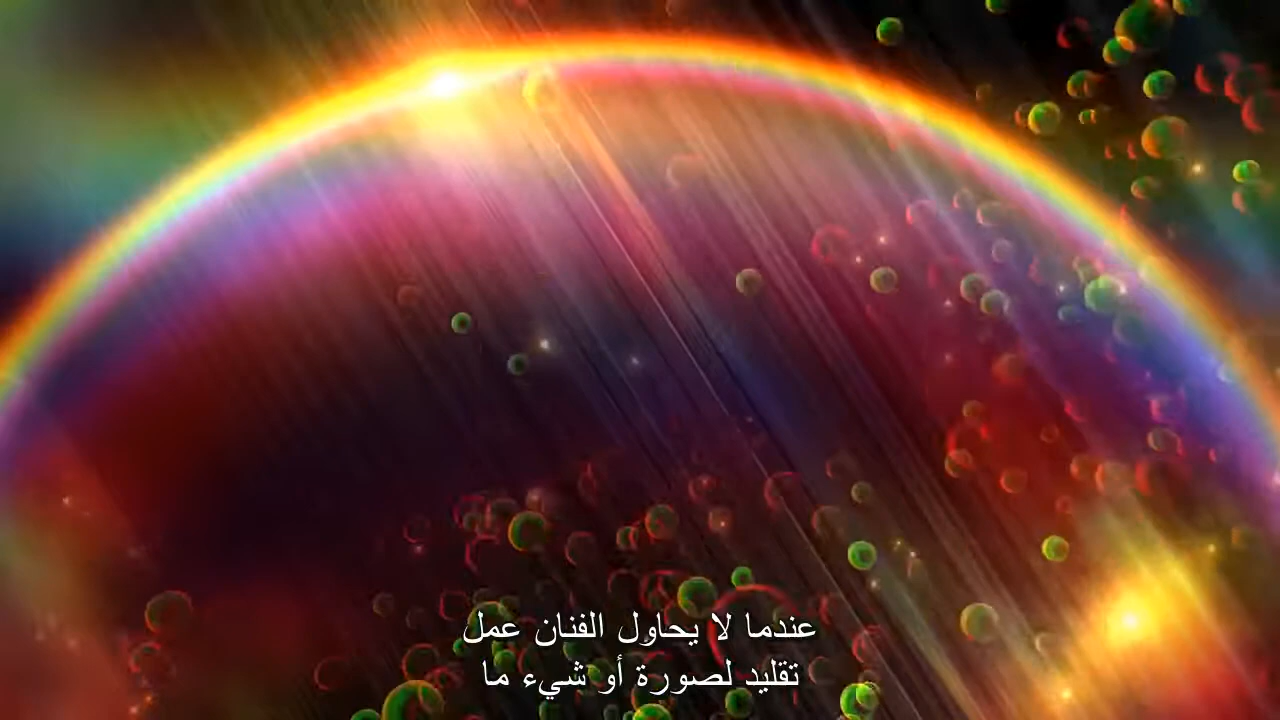 عندما لا يحاول الفنان عمل
تقليد لصورة أو شيء ما